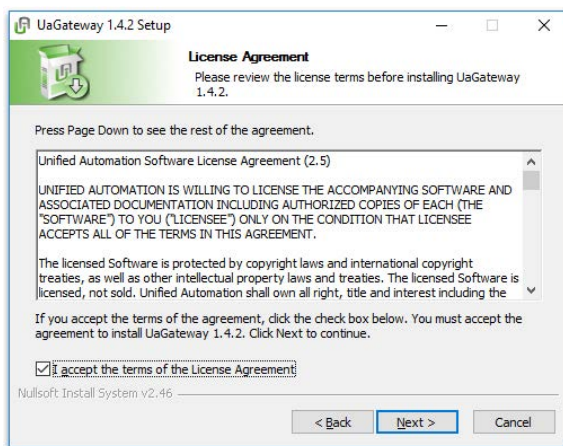 UaGateway 1.4.2 Setup
License Agreement
Please review the license terms before installing UaGateway
1.4.2.
Press Page Down to see the rest of the agreement.
Unified Automation Software License Agreement (2.5)
UNIFIED AUTOMATION IS WILLING TO LICENSE THE ACCOMPANYING SOFTWARE AND
ASSOCIATED DOCUMENTATION INCLUDING AUTHORIZED COPIES OF EACH (THE
"SOFTWARE") TO YOU ("LICENSEE") ONLY ON THE CONDITION THAT LICENSEE
ACCEPTS ALL OF THE TERMS IN THIS AGREEMENT.
The licensed Software is protected by copyright laws and international copyright
treaties, as well as other intellectual property laws and treaties. The licensed Software is
licensed, not sold. Unified Automation shall own all right, title and interest including the
If you accept the terms of the agreement, click the check box below. You must accept the
agreement to install UaGateway 1.4.2. Click Next to continue.
I accept the terms of the License Agreement
Nullsoft Install System v2.46
< Back Next > Cancel